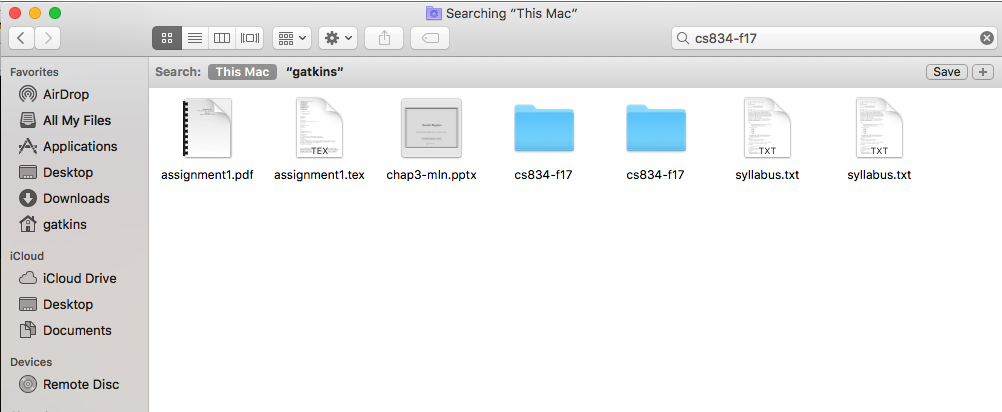 Searching “This Mac”
cs834-f17
Search: This Mac “gatkins” Save +
Favorites
AirDrop
All My Files
Applications
Desktop
Downloads
gatkins
iCloud
iCloud Drive
Desktop
Documents
Devices
Remote Disc
TEX TXT TXT
assignment1.pdf assignment1.tex chap3-mln.pptx cs834-f17 cs834-f17 syllabus.txt syllabus.txt